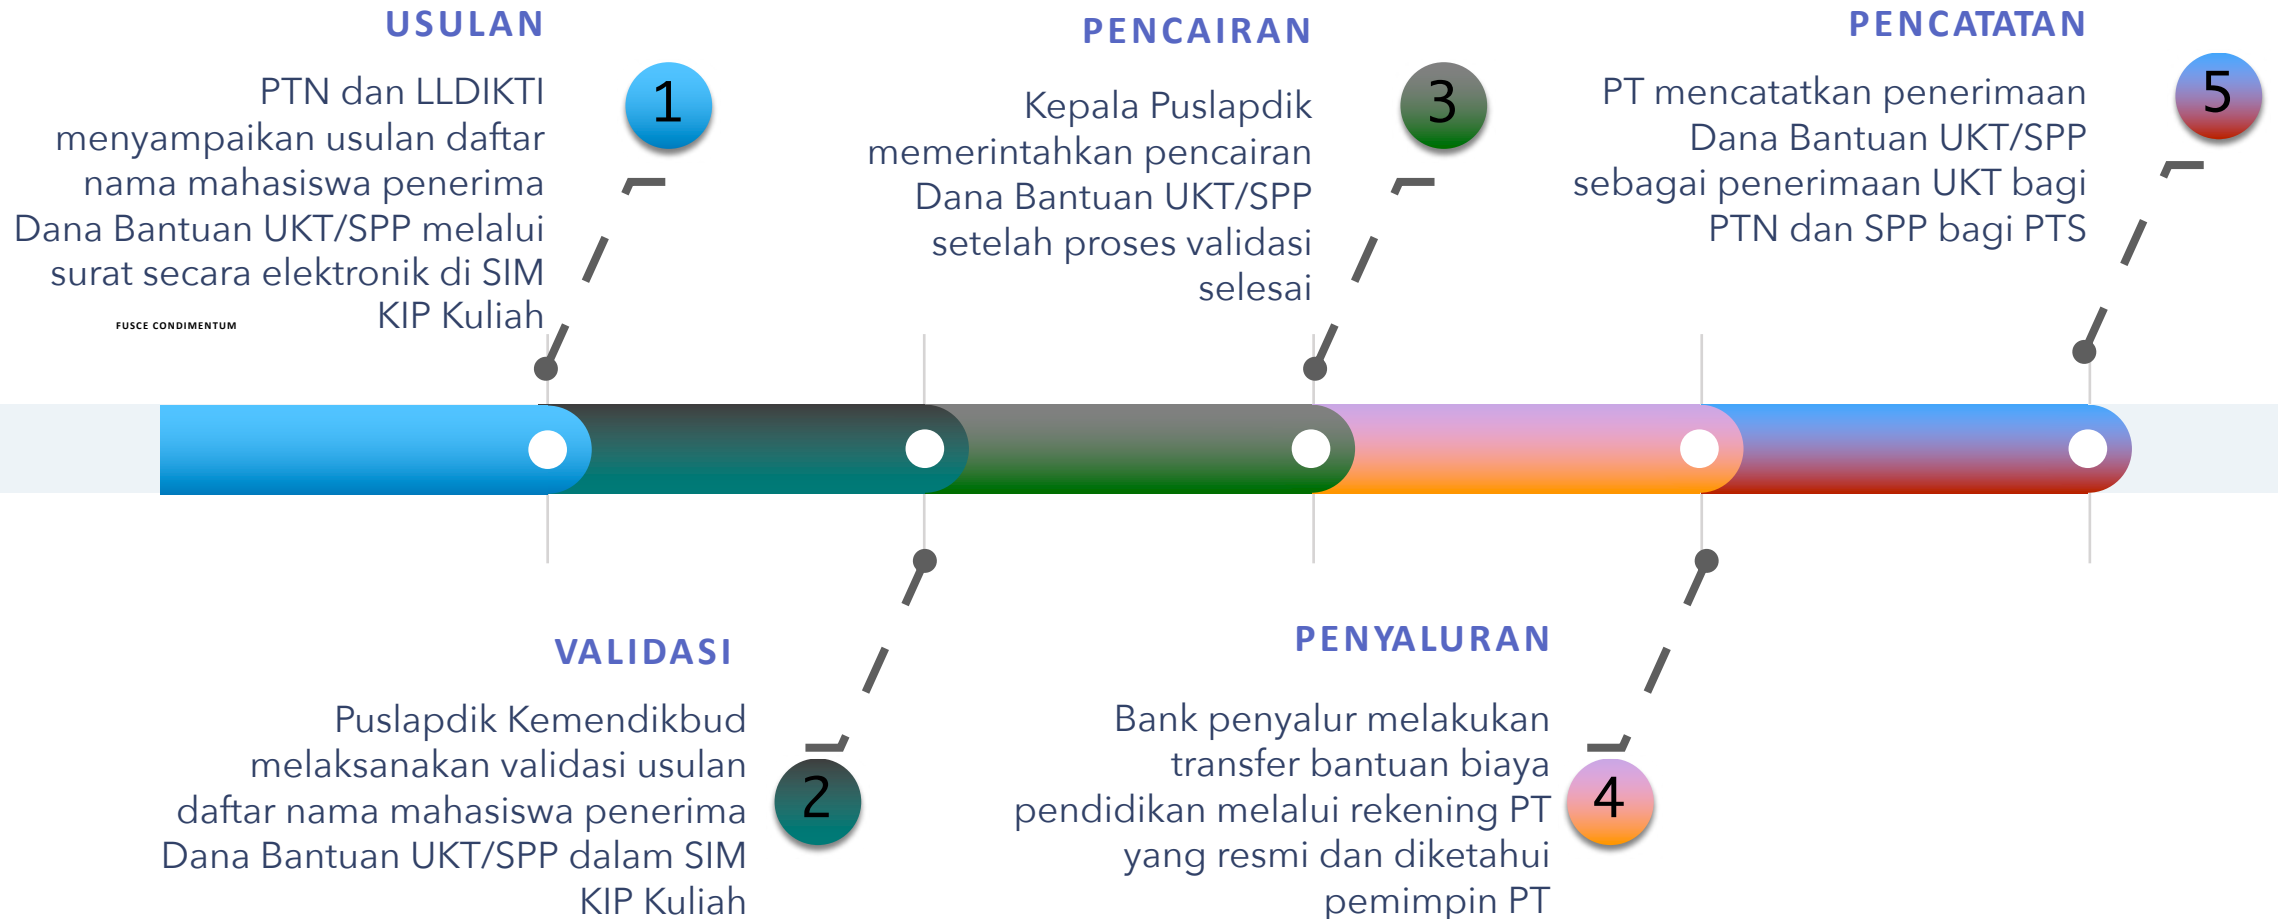 USULAN
PTN dan LLDIKTI
menyampaikan usulan daftar
nama mahasiswa penerima
Dana Bantuan UKT/SPP melalui
surat secara elektronik di SIM
KIP Kuliah
FUSCE CONDIMENTUM
1
VALIDASI
Puslapdik Kemendikbud
melaksanakan validasi usulan
daftar nama mahasiswa penerima
Dana Bantuan UKT/SPP dalam SIM
KIP Kuliah
2
PENCAIRAN
Kepala Puslapdik
memerintahkan pencairan
Dana Bantuan UKT/SPP
setelah proses validasi
selesai
3
PENYALURAN
Bank penyalur melakukan
transfer bantuan biaya
pendidikan melalui rekening PT
yang resmi dan diketahui
pemimpin PT
4
PENCATATAN
PT mencatatkan penerimaan
Dana Bantuan UKT/SPP
sebagai penerimaan UKT bagi
PTN dan SPP bagi PTS
5